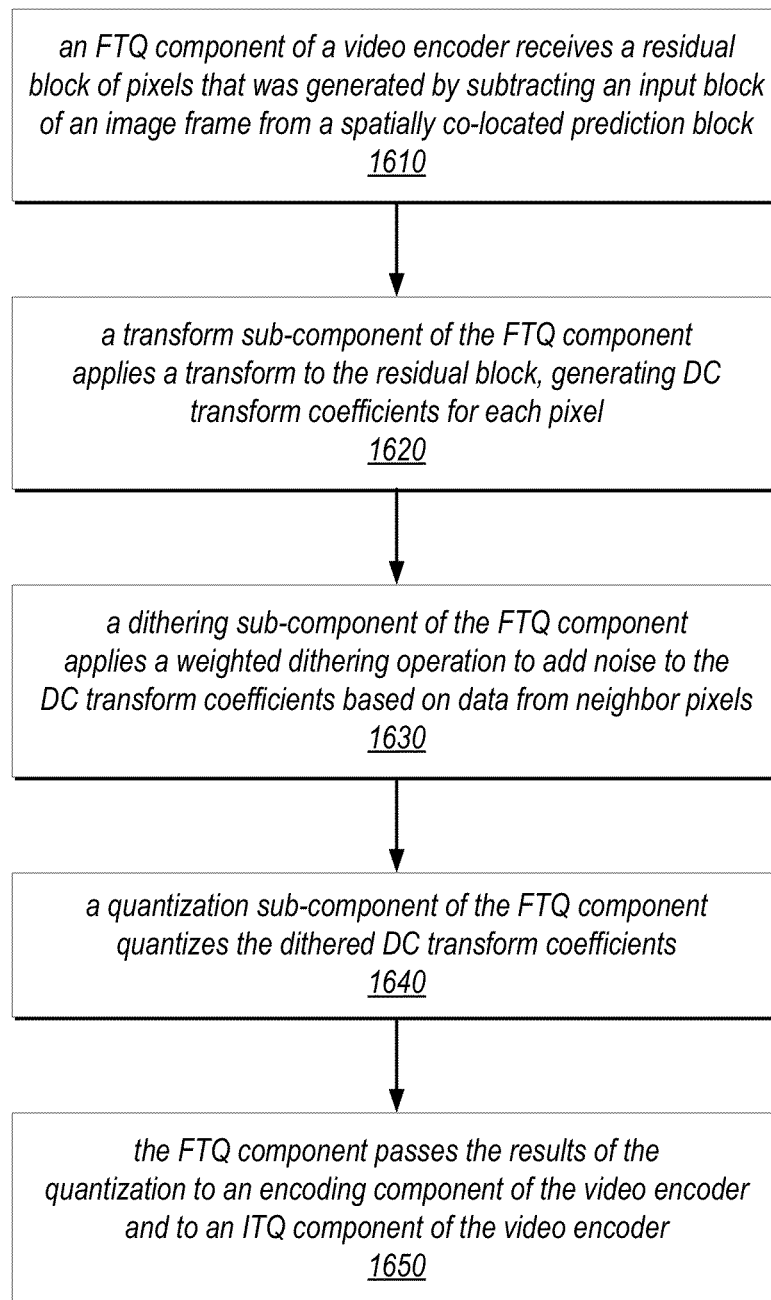 an FTQ component of a video encoder receives a residual
block of pixels that was generated by subtracting an input block
of an image frame from a spatially co-located prediction block
1610
a transform sub-component of the FTQ component
applies a transform to the residual block, generating DC
transform coefficients for each pixel
1620
a dithering sub-component of the FTQ component
applies a weighted dithering operation to add noise to the
DC transform coefficients based on data from neighbor pixels
1630
a quantization sub-component of the FTQ component
quantizes the dithered DC transform coefficients
1640
the FTQ component passes the results of the
quantization to an encoding component of the video encoder
and to an ITQ component of the video encoder
1650